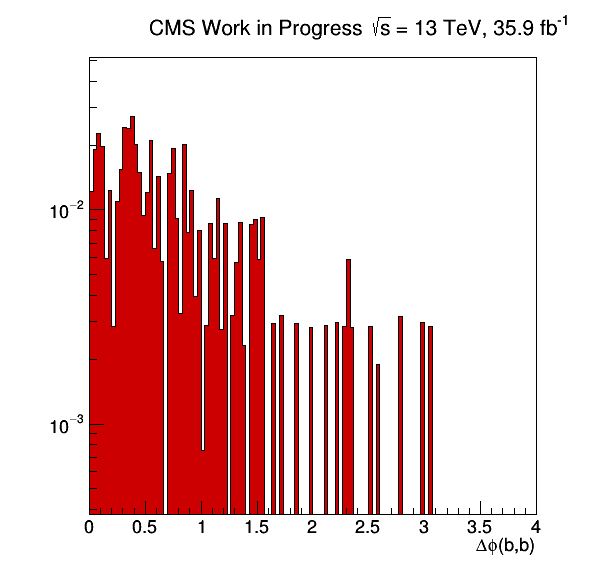 CMS Work in Progress √s = 13 TeV, 35.9 fb⁻¹
10⁻²
10⁻³
0 0.5 1 1.5 2 2.5 3 3.5 4
Δϕ(b,b)